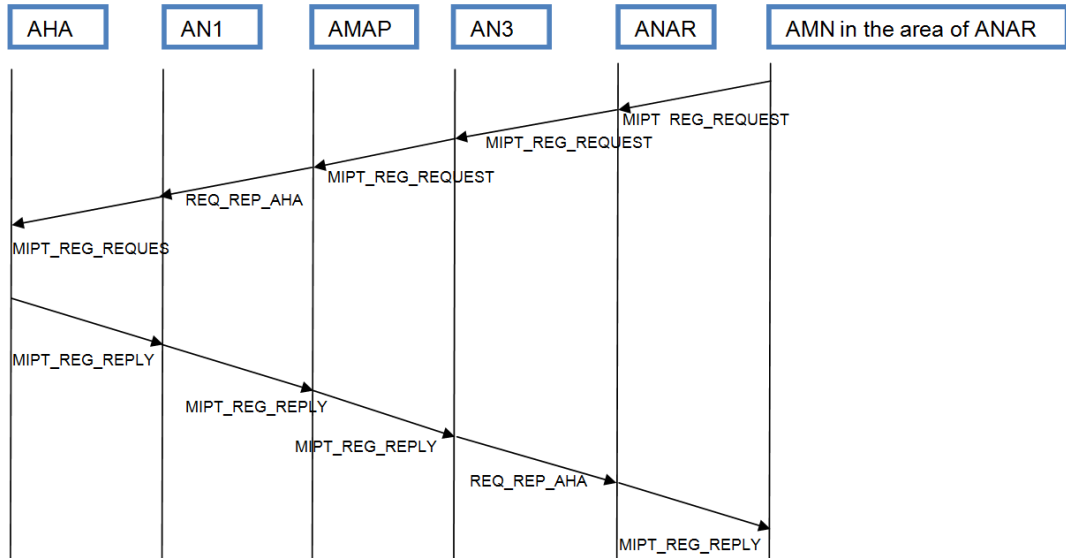 AHA
AN1
AMAP
AN3
ANAR
AMN in the area of ANAR
MIPT REG_REQUEST
MIPT_REG_REQUEST
MIPT_REG_REQUEST
REQ_REP_AHA
MIPT_REG_REQUES
MIPT_REG_REPLY
MIPT_REG_REPLY
MIPT_REG_REPLY
REQ_REP_AHA
MIPT_REG_REPLY